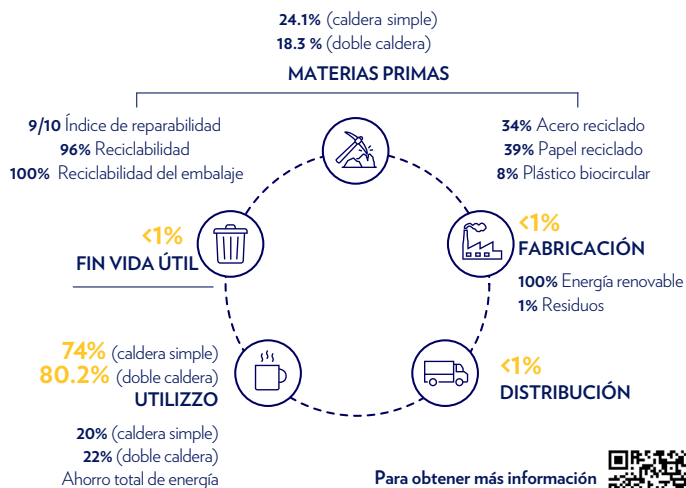 24.1% (caldera simple)
18.3 % (doble caldera)
MATERIAS PRIMAS
9/10 Índice de reparabilidad
96% Reciclabilidad
100% Reciclabilidad del embalaje
34% Acero reciclado
39% Papel reciclado
8% Plástico biocircular
<1%
FIN VIDA ÚTIL
<1%
FABRICACIÓN
100% Energía renovable
1% Residuos
74% (caldera simple)
80.2% (doble caldera)
UTILIZZO
20% (caldera simple)
22% (doble caldera)
Ahorro total de energía
<1%
DISTRIBUCIÓN
Para obtener más información